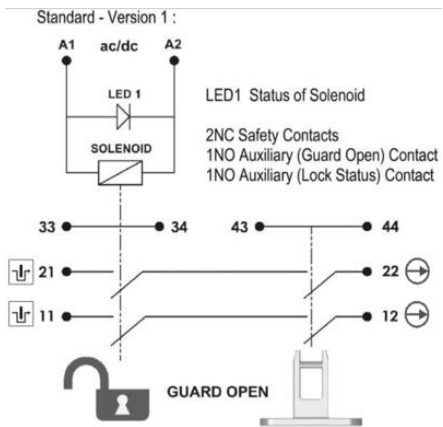 Standard - Version 1 :
A1 ac/dc A2
LED 1
LED1 Status of Solenoid
SOLENOID
2NC Safety Contacts
1NO Auxiliary (Guard Open) Contact
1NO Auxiliary (Lock Status) Contact
33 34 43 44
21 22
11 12
GUARD OPEN